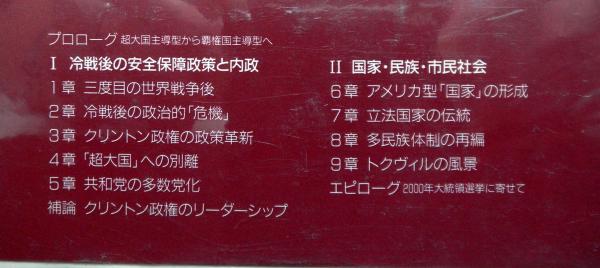 プロローグ 超大国主導型から覇権国主導型へ
Ⅰ 冷戦後の安全保障政策と内政
1章 三度目の世界戦争後
2章 冷戦後の政治的「危機」
3章 クリントン政権の政策革新
4章 「超大国」への別離
5章 共和党の多数党化
補論 クリントン政権のリーダーシップ
Ⅱ 国家・民族・市民社会
6章 アメリカ型「国家」の形成
7章 立法国家の伝統
8章 多民族体制の再編
9章 トクヴィルの風景
エピローグ 2000年大統領選挙に寄せて